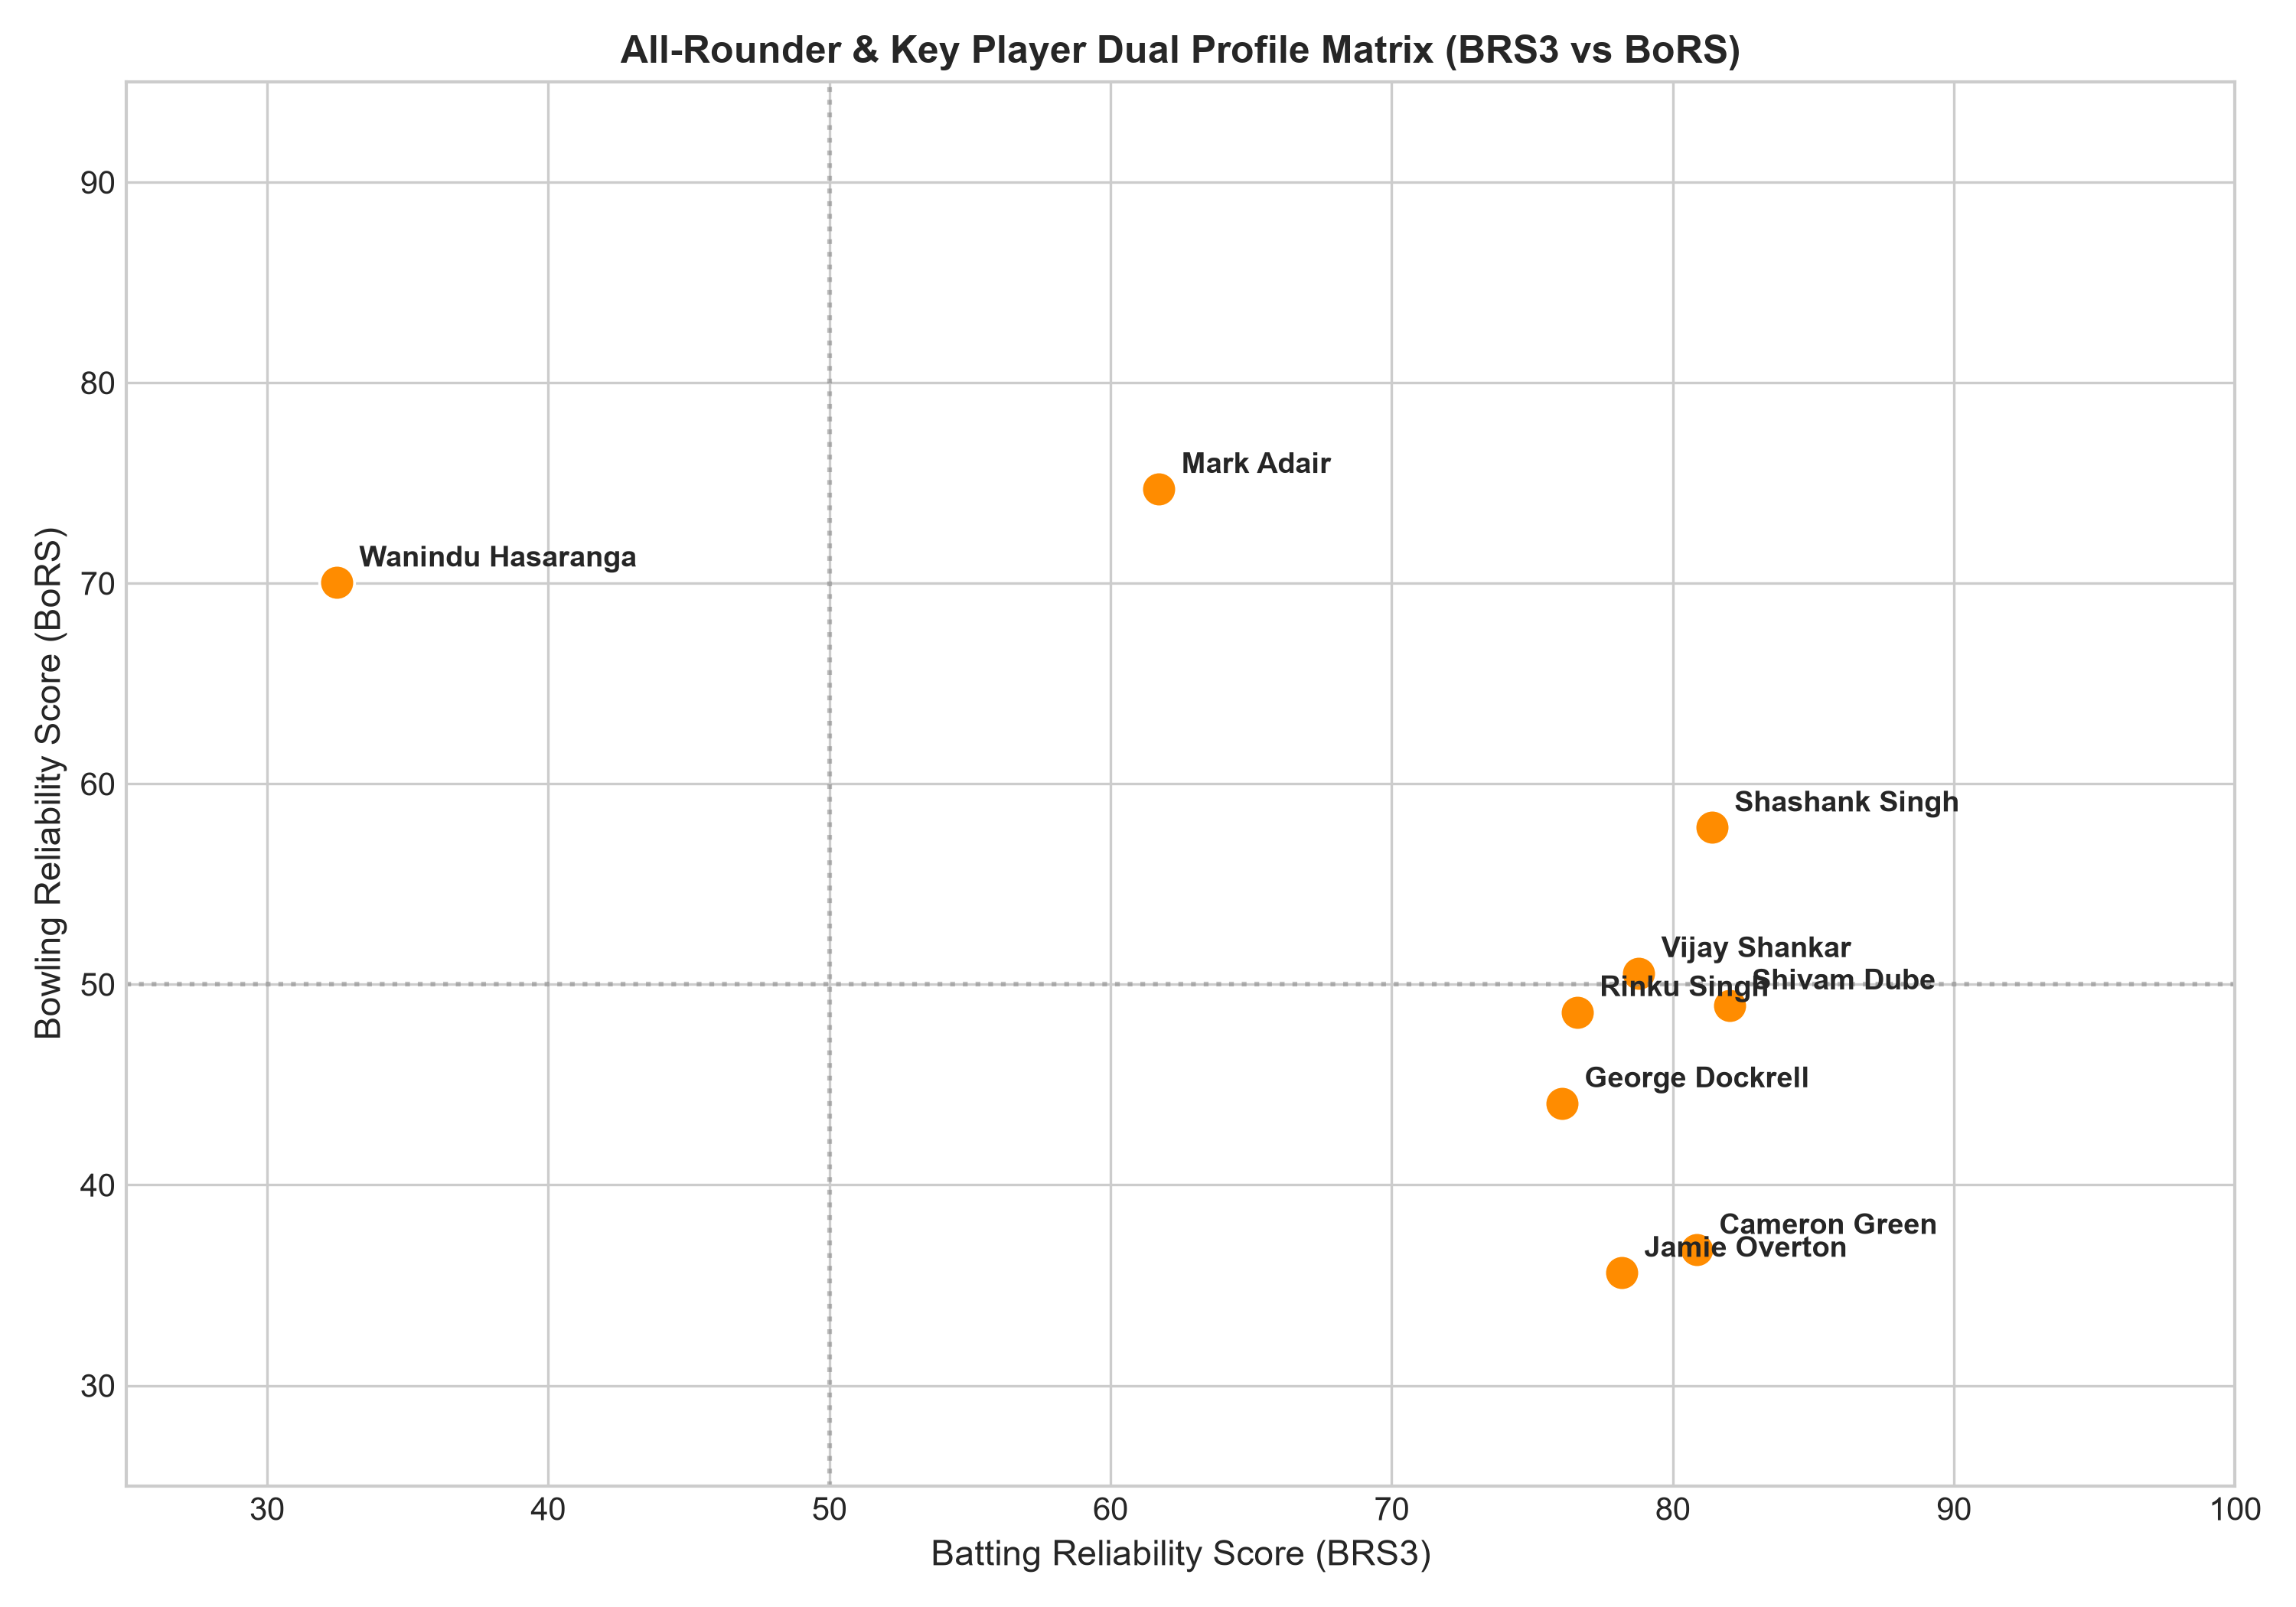 All-Rounder & Key Player Dual Profile Matrix (BRS3 vs BoRS)
90
80
Mark Adair
Wanindu Hasaranga
70
60
Shashank Singh
Vijay Shankar
Shivam Dube
Rinku Singh
50
George Dockrell
40
Cameron Green
Jamie Overton
30
Bowling Reliability Score (BoRS)
30 40 50 60 70 80 90 100
Batting Reliability Score (BRS3)